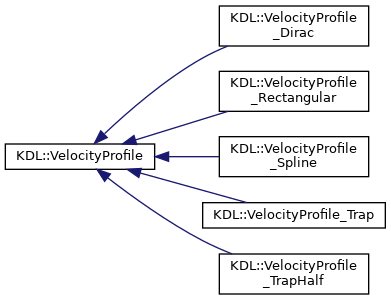 KDL::VelocityProfile
_Dirac
KDL::VelocityProfile
_Rectangular
KDL::VelocityProfile
KDL::VelocityProfile
_Spline
KDL::VelocityProfile_Trap
KDL::VelocityProfile
_TrapHalf